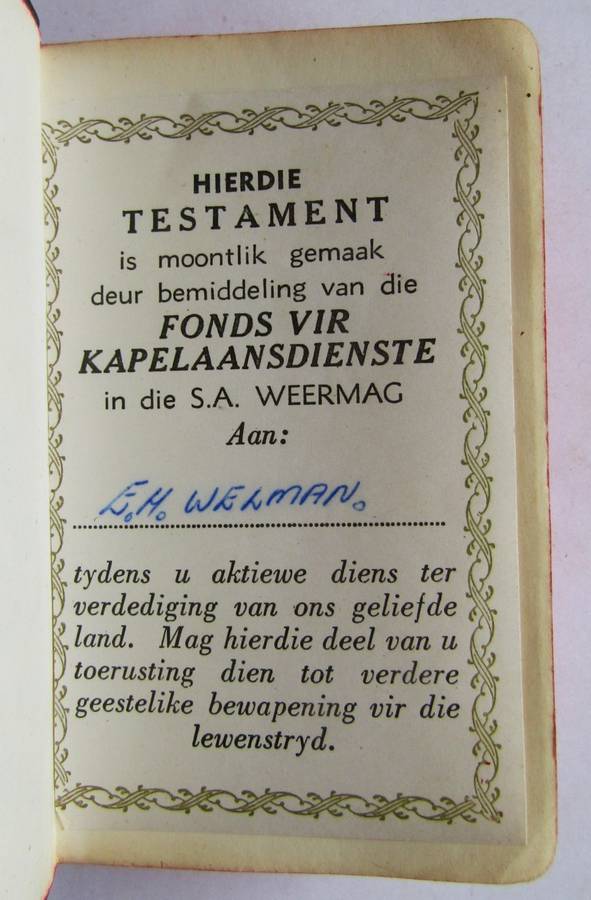 HIERDIE
TESTAMENT
is moontlik gemaak
deur bemiddeling van die
FONDS VIR
KAPELAANSDIENSTE
in die S.A. WEERMAG
Aan:
E.H. WELMAN.
tydens u aktiewe diens ter
verdediging van ons geliefde
land. Mag hierdie deel van u
toerusting dien tot verdere
geestelike bewapening vir die
lewenstryd.